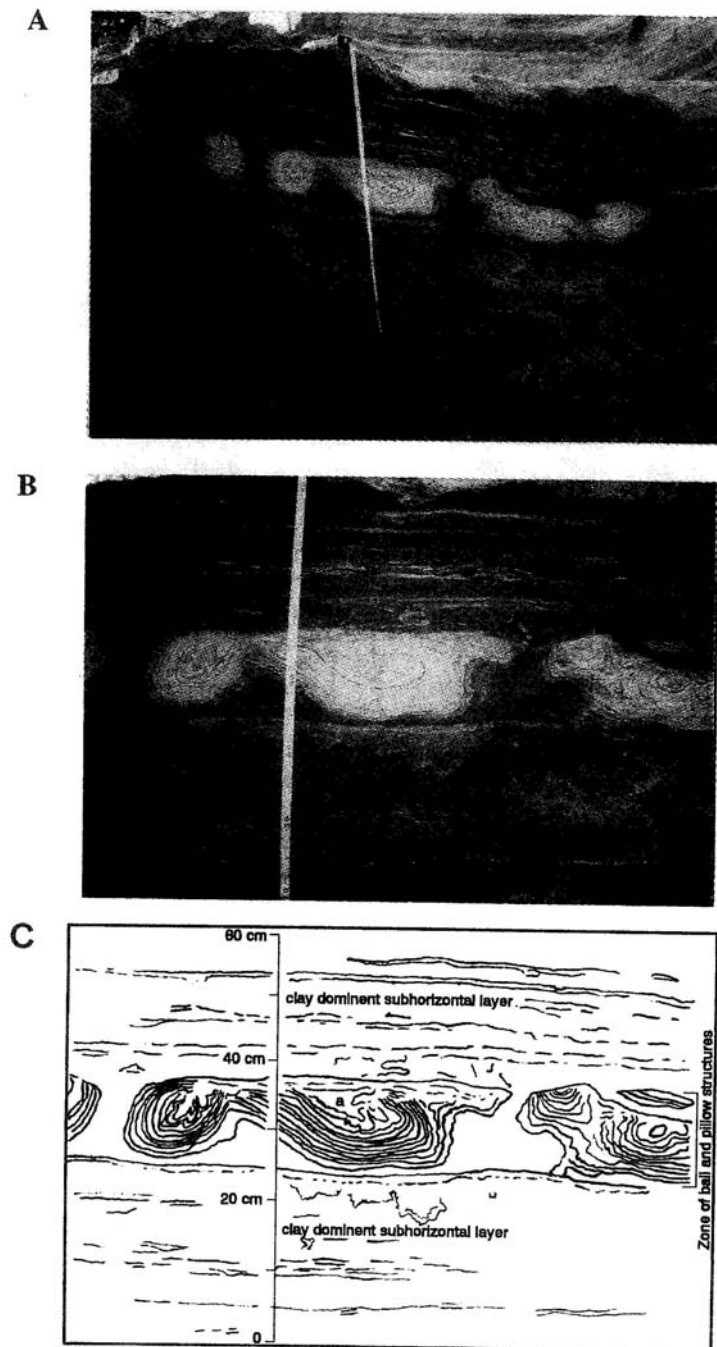 A
B
C
60 cm
clay dominent subhorizontal layer
40 cm
a
20 cm
clay dominent subhorizontal layer
0
Zone of ball and pillow structures